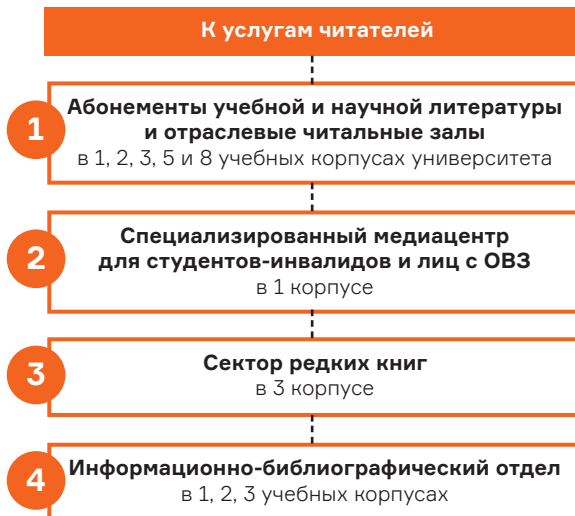 К услугам читателей
1
Абонементы учебной и научной литературы
и отраслевые читальные залы
в 1, 2, 3, 5 и 8 учебных корпусах университета
2
Специализированный медиацентр
для студентов-инвалидов и лиц с ОВЗ
в 1 корпусе
3
Сектор редких книг
в 3 корпусе
4
Информационно-библиографический отдел
в 1, 2, 3 учебных корпусах